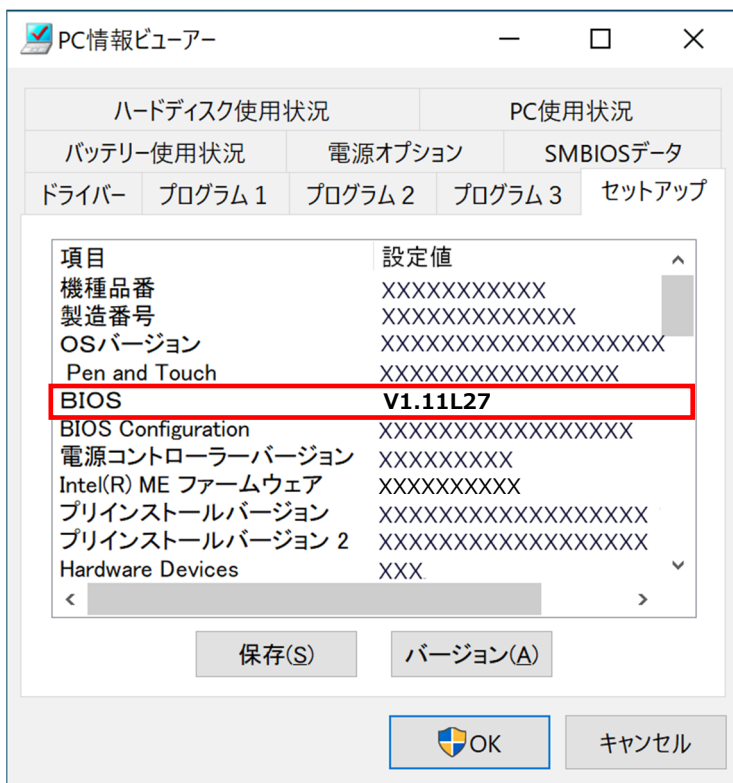 PC情報ビューアー
ハードディスク使用状況 PC使用状況
バッテリー使用状況 電源オプション SMBIOSデータ
ドライバー プログラム 1 プログラム 2 プログラム 3 セットアップ
項目 設定値
機種品番 XXXXXXXXXXX
製造番号 XXXXXXXXXXXXX
OSバージョン XXXXXXXXXXXXXXXXXXX
Pen and Touch XXXXXXXXXXXXXXXX
BIOS V1.11L27
BIOS Configuration XXXXXXXXXXXXXXXXX
電源コントローラーバージョン XXXXXXXXX
Intel(R) ME ファームウェア XXXXXXXXXX
プリインストールバージョン XXXXXXXXXXXXXXXXXX
プリインストールバージョン 2 XXXXXXXXXXXXXXXXXX
Hardware Devices XXX.
保存(S) バージョン(A)
OK キャンセル